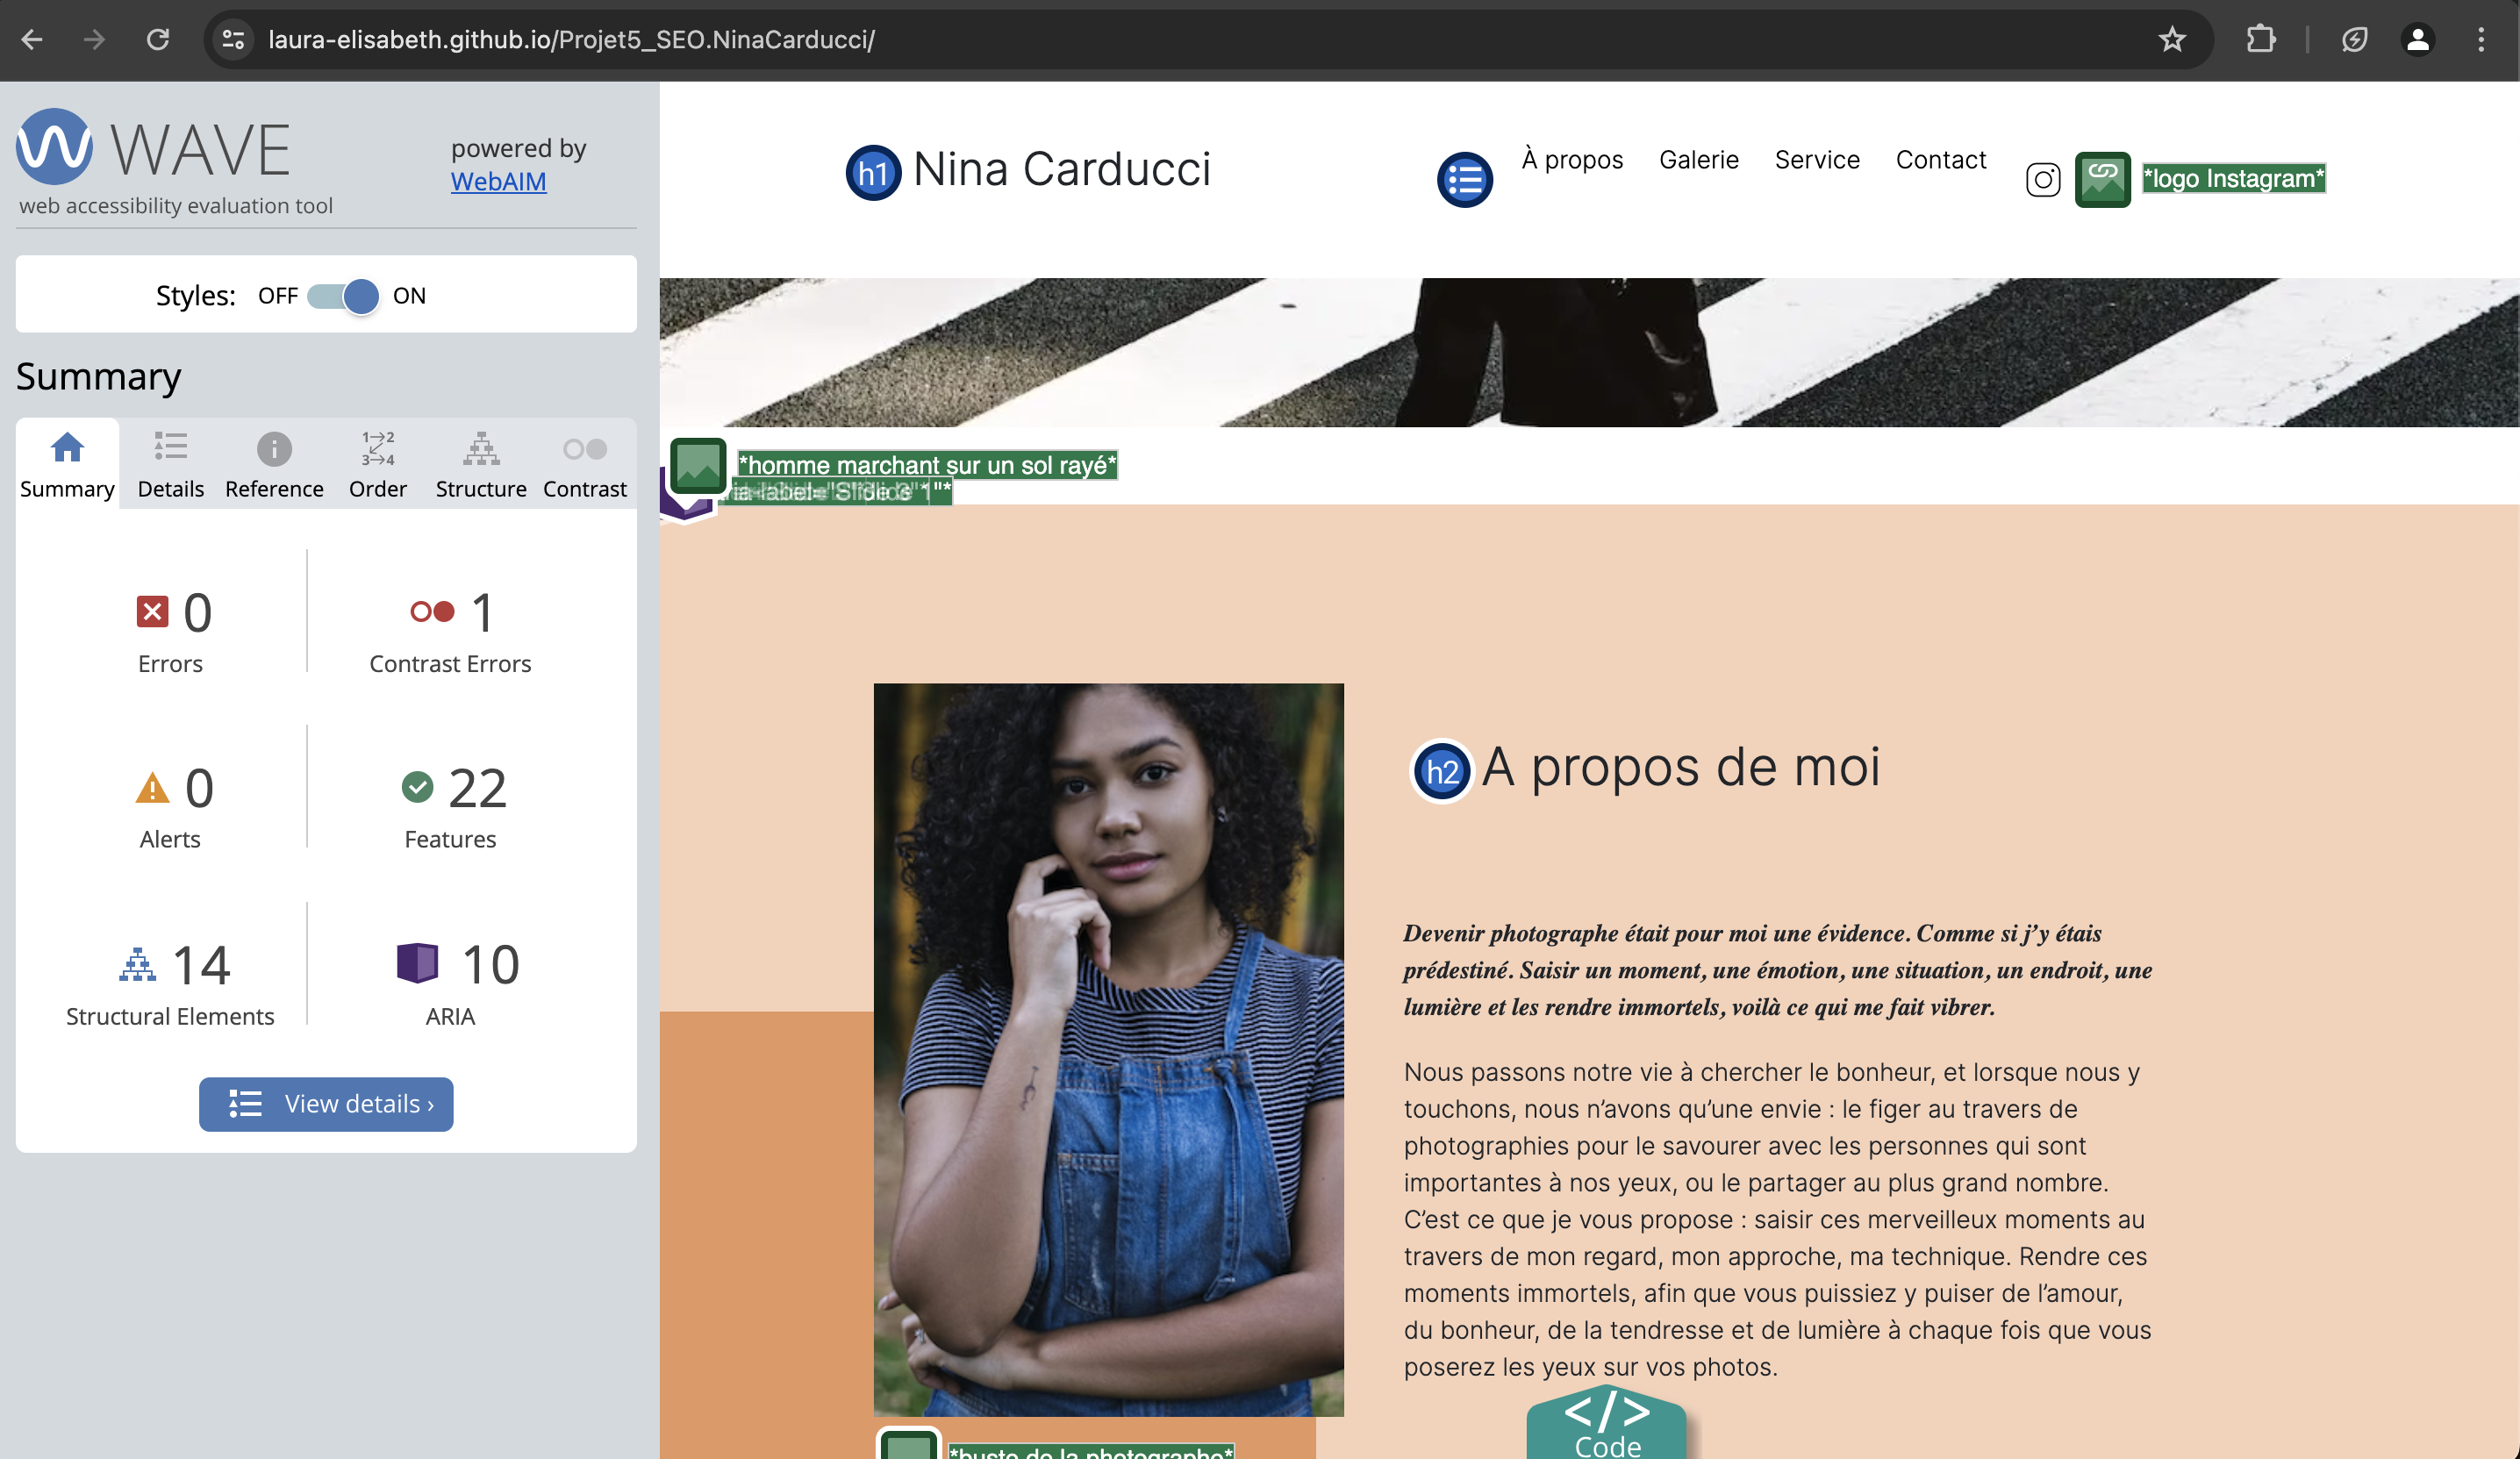 laura-elisabeth.github.io/Projet5_SEO.NinaCarducci/
WAVE
web accessibility evaluation tool
powered by
WebAIM
Styles: OFF ON
Summary
Summary Details Reference Order Structure Contrast
1→2
3→4
0
Errors
1
Contrast Errors
0
Alerts
22
Features
14
Structural Elements
10
ARIA
View details ›
h1 Nina Carducci
À propos Galerie Service Contact
*logo Instagram*
*homme marchant sur un sol rayé*
h2 A propos de moi
Devenir photographe était pour moi une évidence. Comme si j’y étais
prédestiné. Saisir un moment, une émotion, une situation, un endroit, une
lumière et les rendre immortels, voilà ce qui me fait vibrer.
Nous passons notre vie à chercher le bonheur, et lorsque nous y
touchons, nous n’avons qu’une envie : le figer au travers de
photographies pour le savourer avec les personnes qui sont
importantes à nos yeux, ou le partager au plus grand nombre.
C’est ce que je vous propose : saisir ces merveilleux moments au
travers de mon regard, mon approche, ma technique. Rendre ces
moments immortels, afin que vous puissiez y puiser de l’amour,
du bonheur, de la tendresse et de lumière à chaque fois que vous
poserez les yeux sur vos photos.
*buste de la photographe*
</>
Code